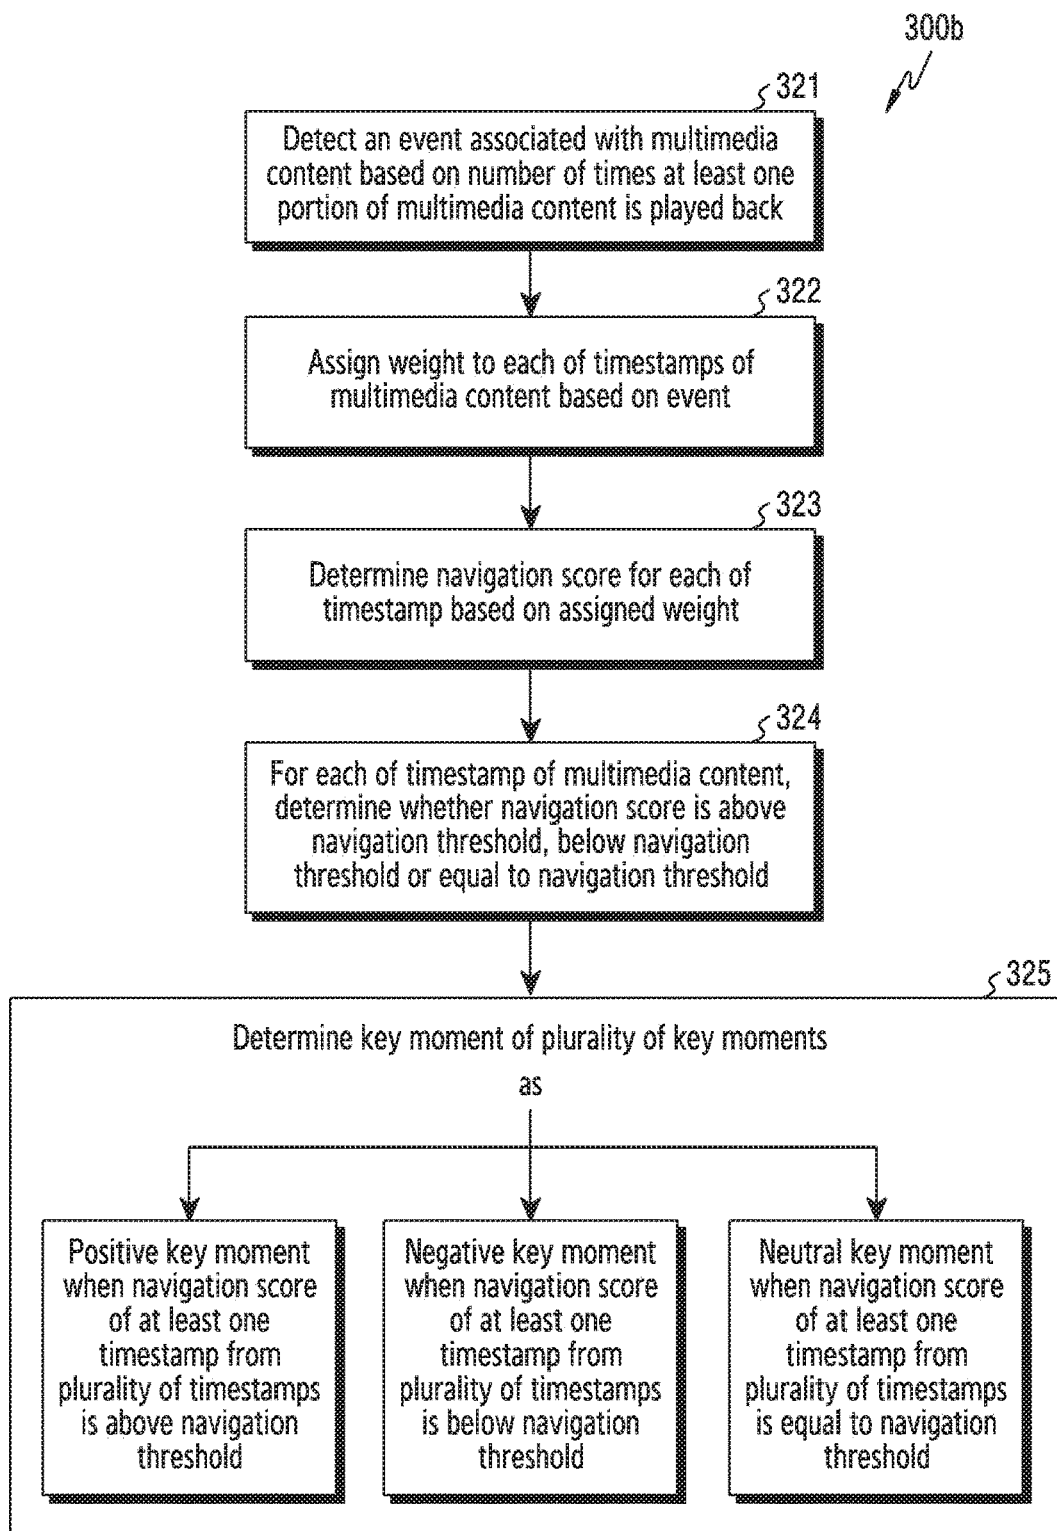 300b
321
Detect an event associated with multimedia
content based on number of times at least one
portion of multimedia content is played back
322
Assign weight to each of timestamps of
multimedia content based on event
323
Determine navigation score for each of
timestamp based on assigned weight
324
For each of timestamp of multimedia content,
determine whether navigation score is above
navigation threshold, below navigation
threshold or equal to navigation threshold
325
Determine key moment of plurality of key moments
as
Positive key moment
when navigation score
of at least one
timestamp from
plurality of timestamps
is above navigation
threshold
Negative key moment
when navigation score
of at least one
timestamp from
plurality of timestamps
is below navigation
threshold
Neutral key moment
when navigation score
of at least one
timestamp from
plurality of timestamps
is equal to navigation
threshold